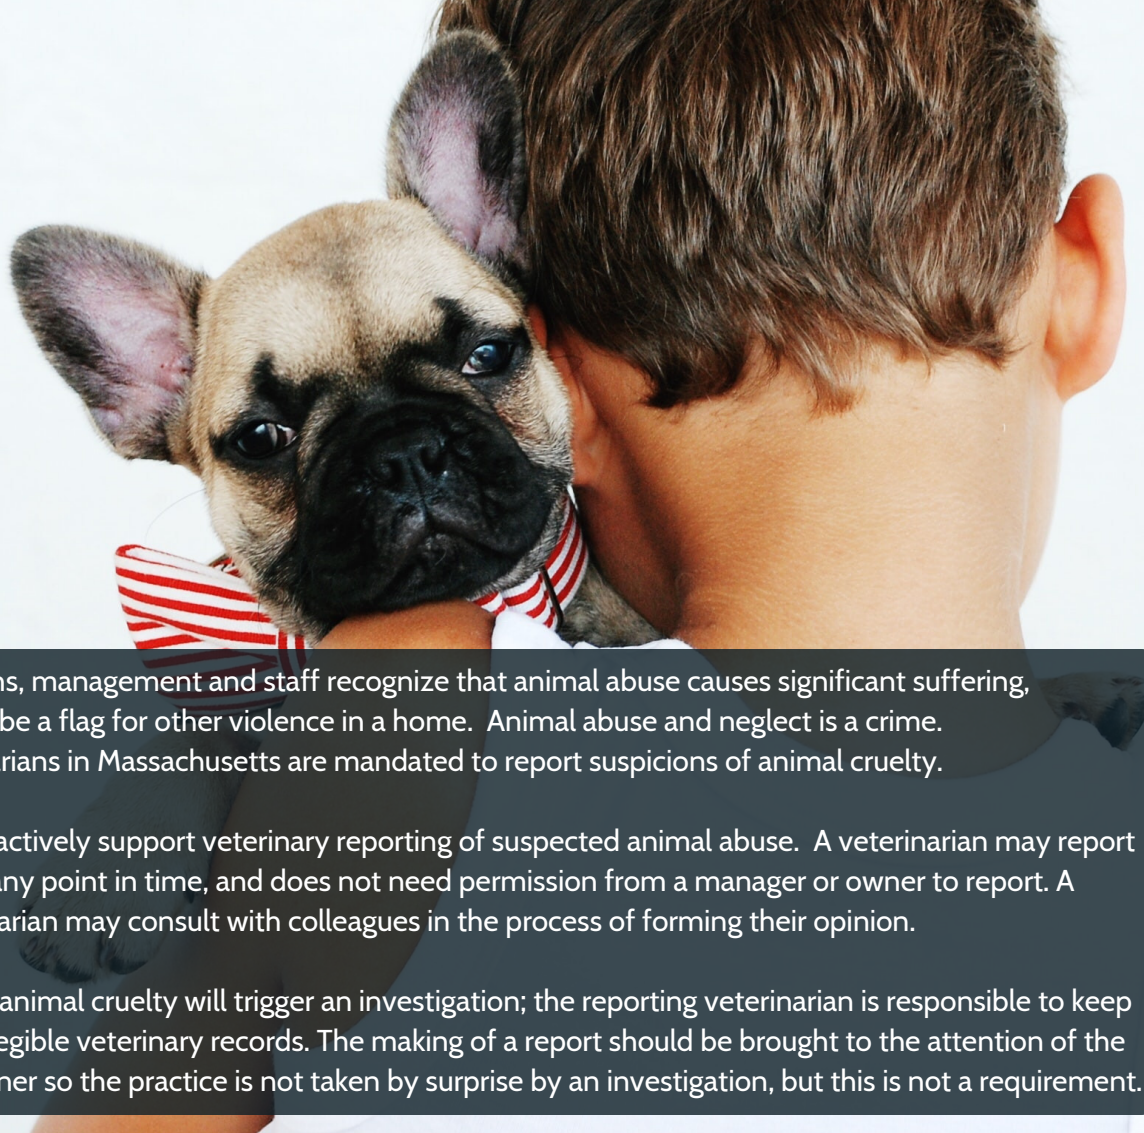 ns, management and staff recognize that animal abuse causes significant suffering,
be a flag for other violence in a home.  Animal abuse and neglect is a crime.
rians in Massachusetts are mandated to report suspicions of animal cruelty.
actively support veterinary reporting of suspected animal abuse.  A veterinarian may report
any point in time, and does not need permission from a manager or owner to report. A
arian may consult with colleagues in the process of forming their opinion.
animal cruelty will trigger an investigation; the reporting veterinarian is responsible to keep
egible veterinary records. The making of a report should be brought to the attention of the
ner so the practice is not taken by surprise by an investigation, but this is not a requirement.